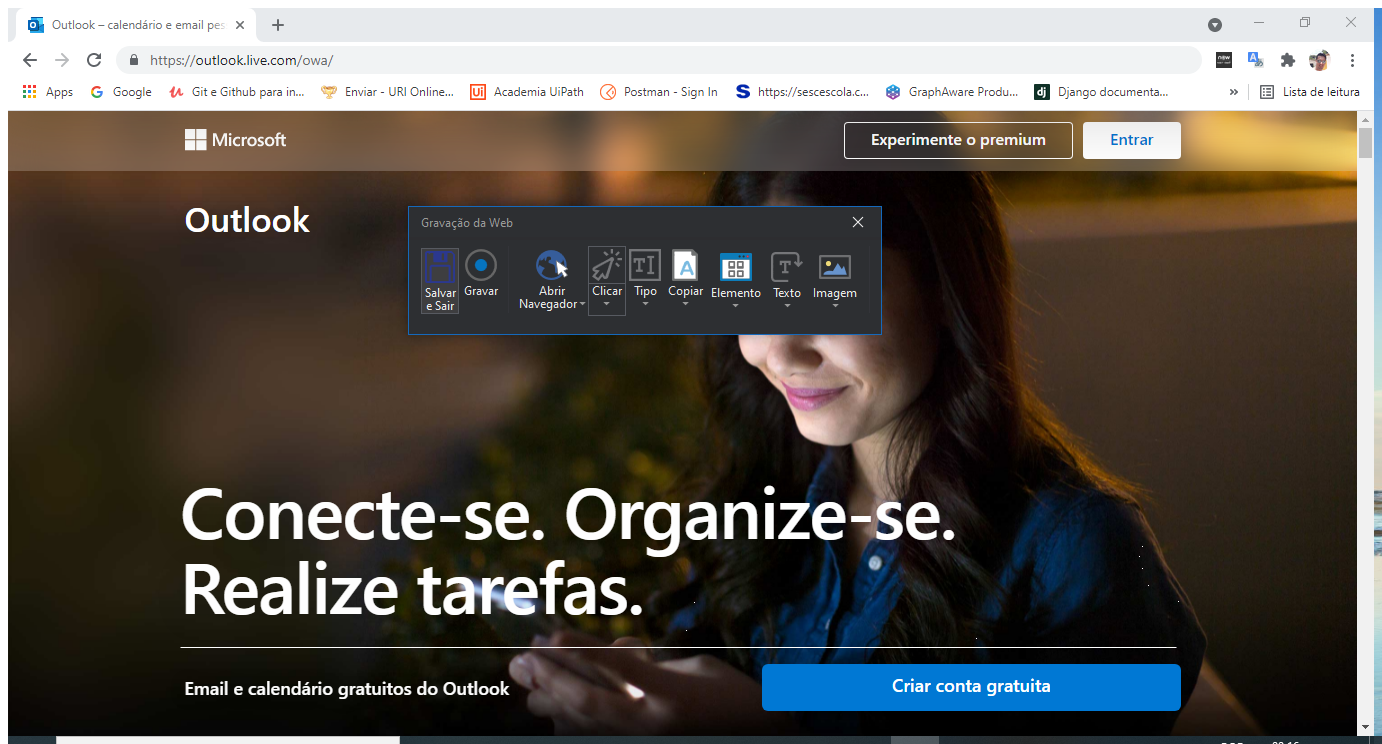 Outlook – calendário e email pes
https://outlook.live.com/owa/
Apps
Google
Git e Github para in...
Enviar - URI Online...
Academia UiPath
Postman - Sign In
https://sescescola.c...
GraphAware Produ...
Django documenta...
»
Lista de leitura
Microsoft
Experimente o premium
Entrar
Outlook
Gravação da Web
Salvar
e Sair
Gravar
Abrir
Navegador
Clicar
Tipo
Copiar
Elemento
Texto
Imagem
Conecte-se. Organize-se.
Realize tarefas.
Email e calendário gratuitos do Outlook
Criar conta gratuita